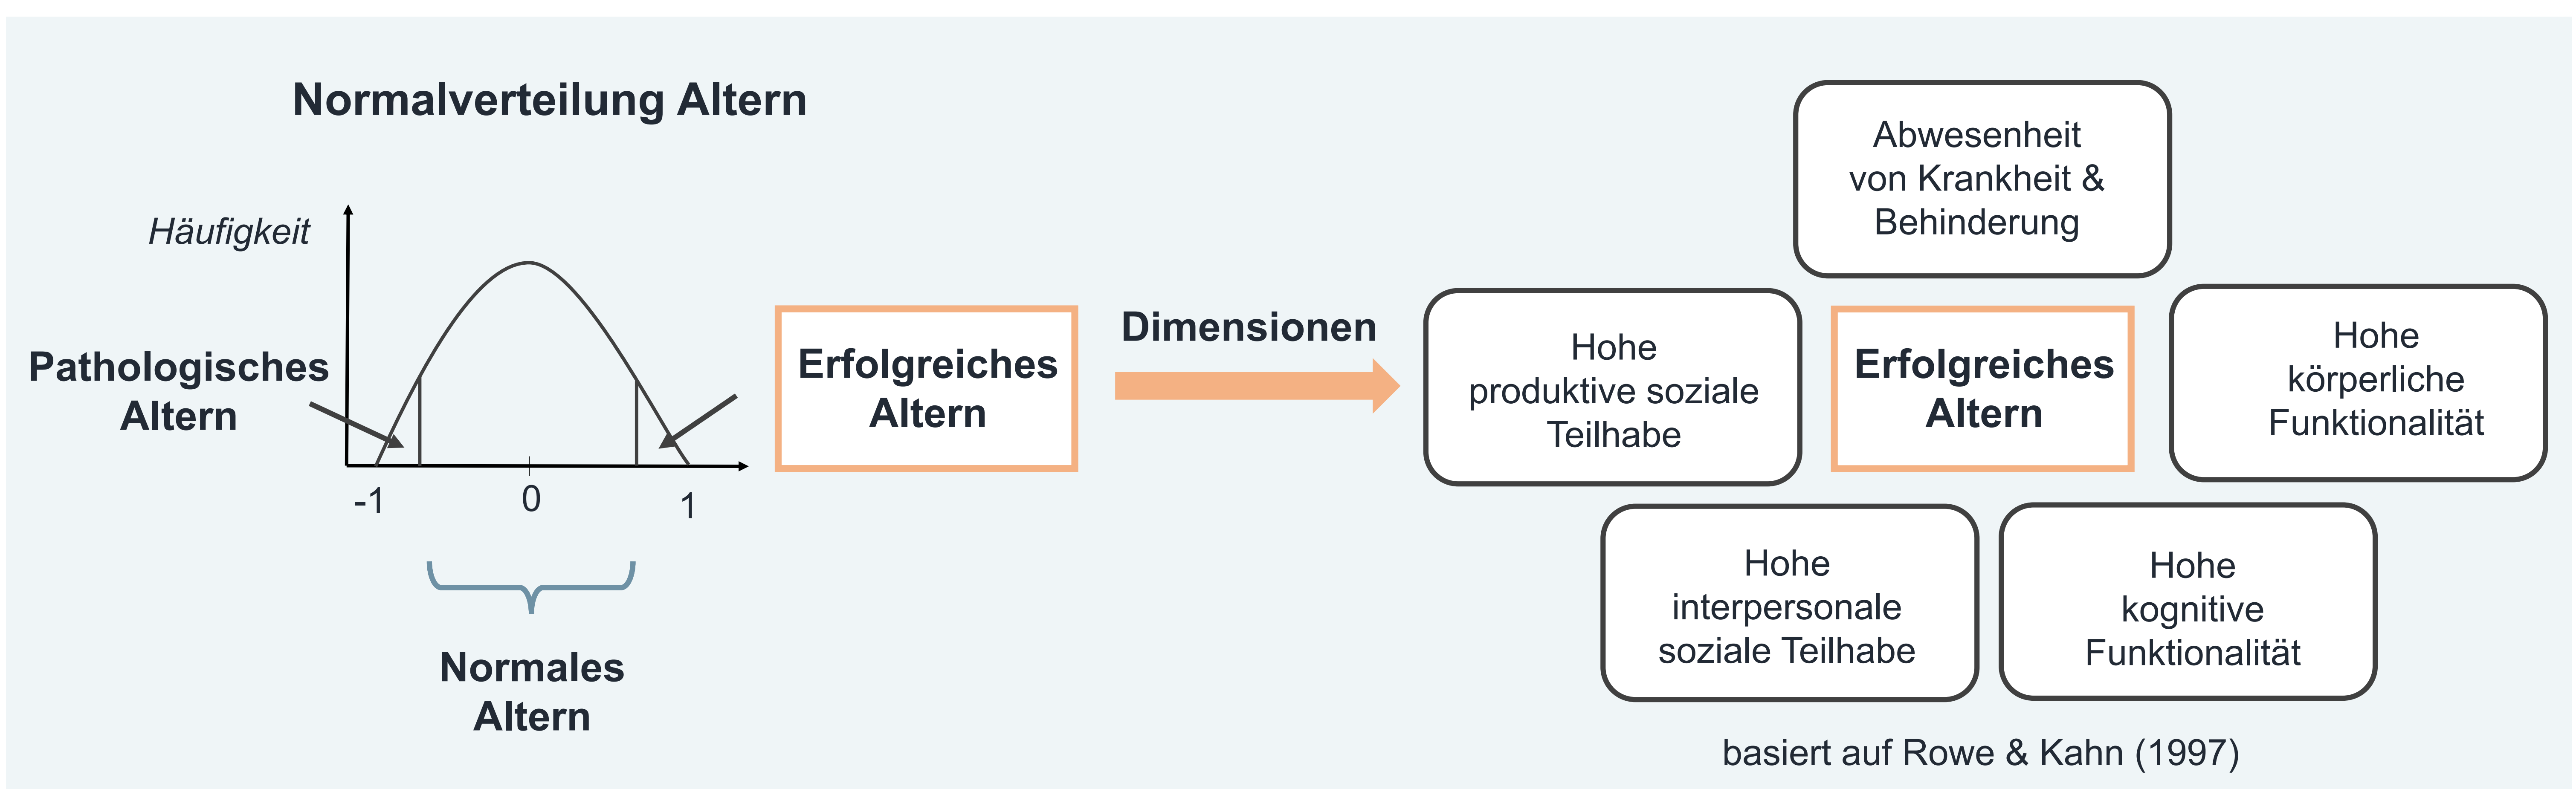 Normalverteilung Altern
Häufigkeit
Pathologisches
Altern
-1
0
1
Normales
Altern
Erfolgreiches
Altern
Dimensionen
Abwesenheit
von Krankheit &
Behinderung
Hohe
produktive soziale
Teilhabe
Erfolgreiches
Altern
Hohe
körperliche
Funktionalität
Hohe
interpersonale
soziale Teilhabe
Hohe
kognitive
Funktionalität
basiert auf Rowe & Kahn (1997)